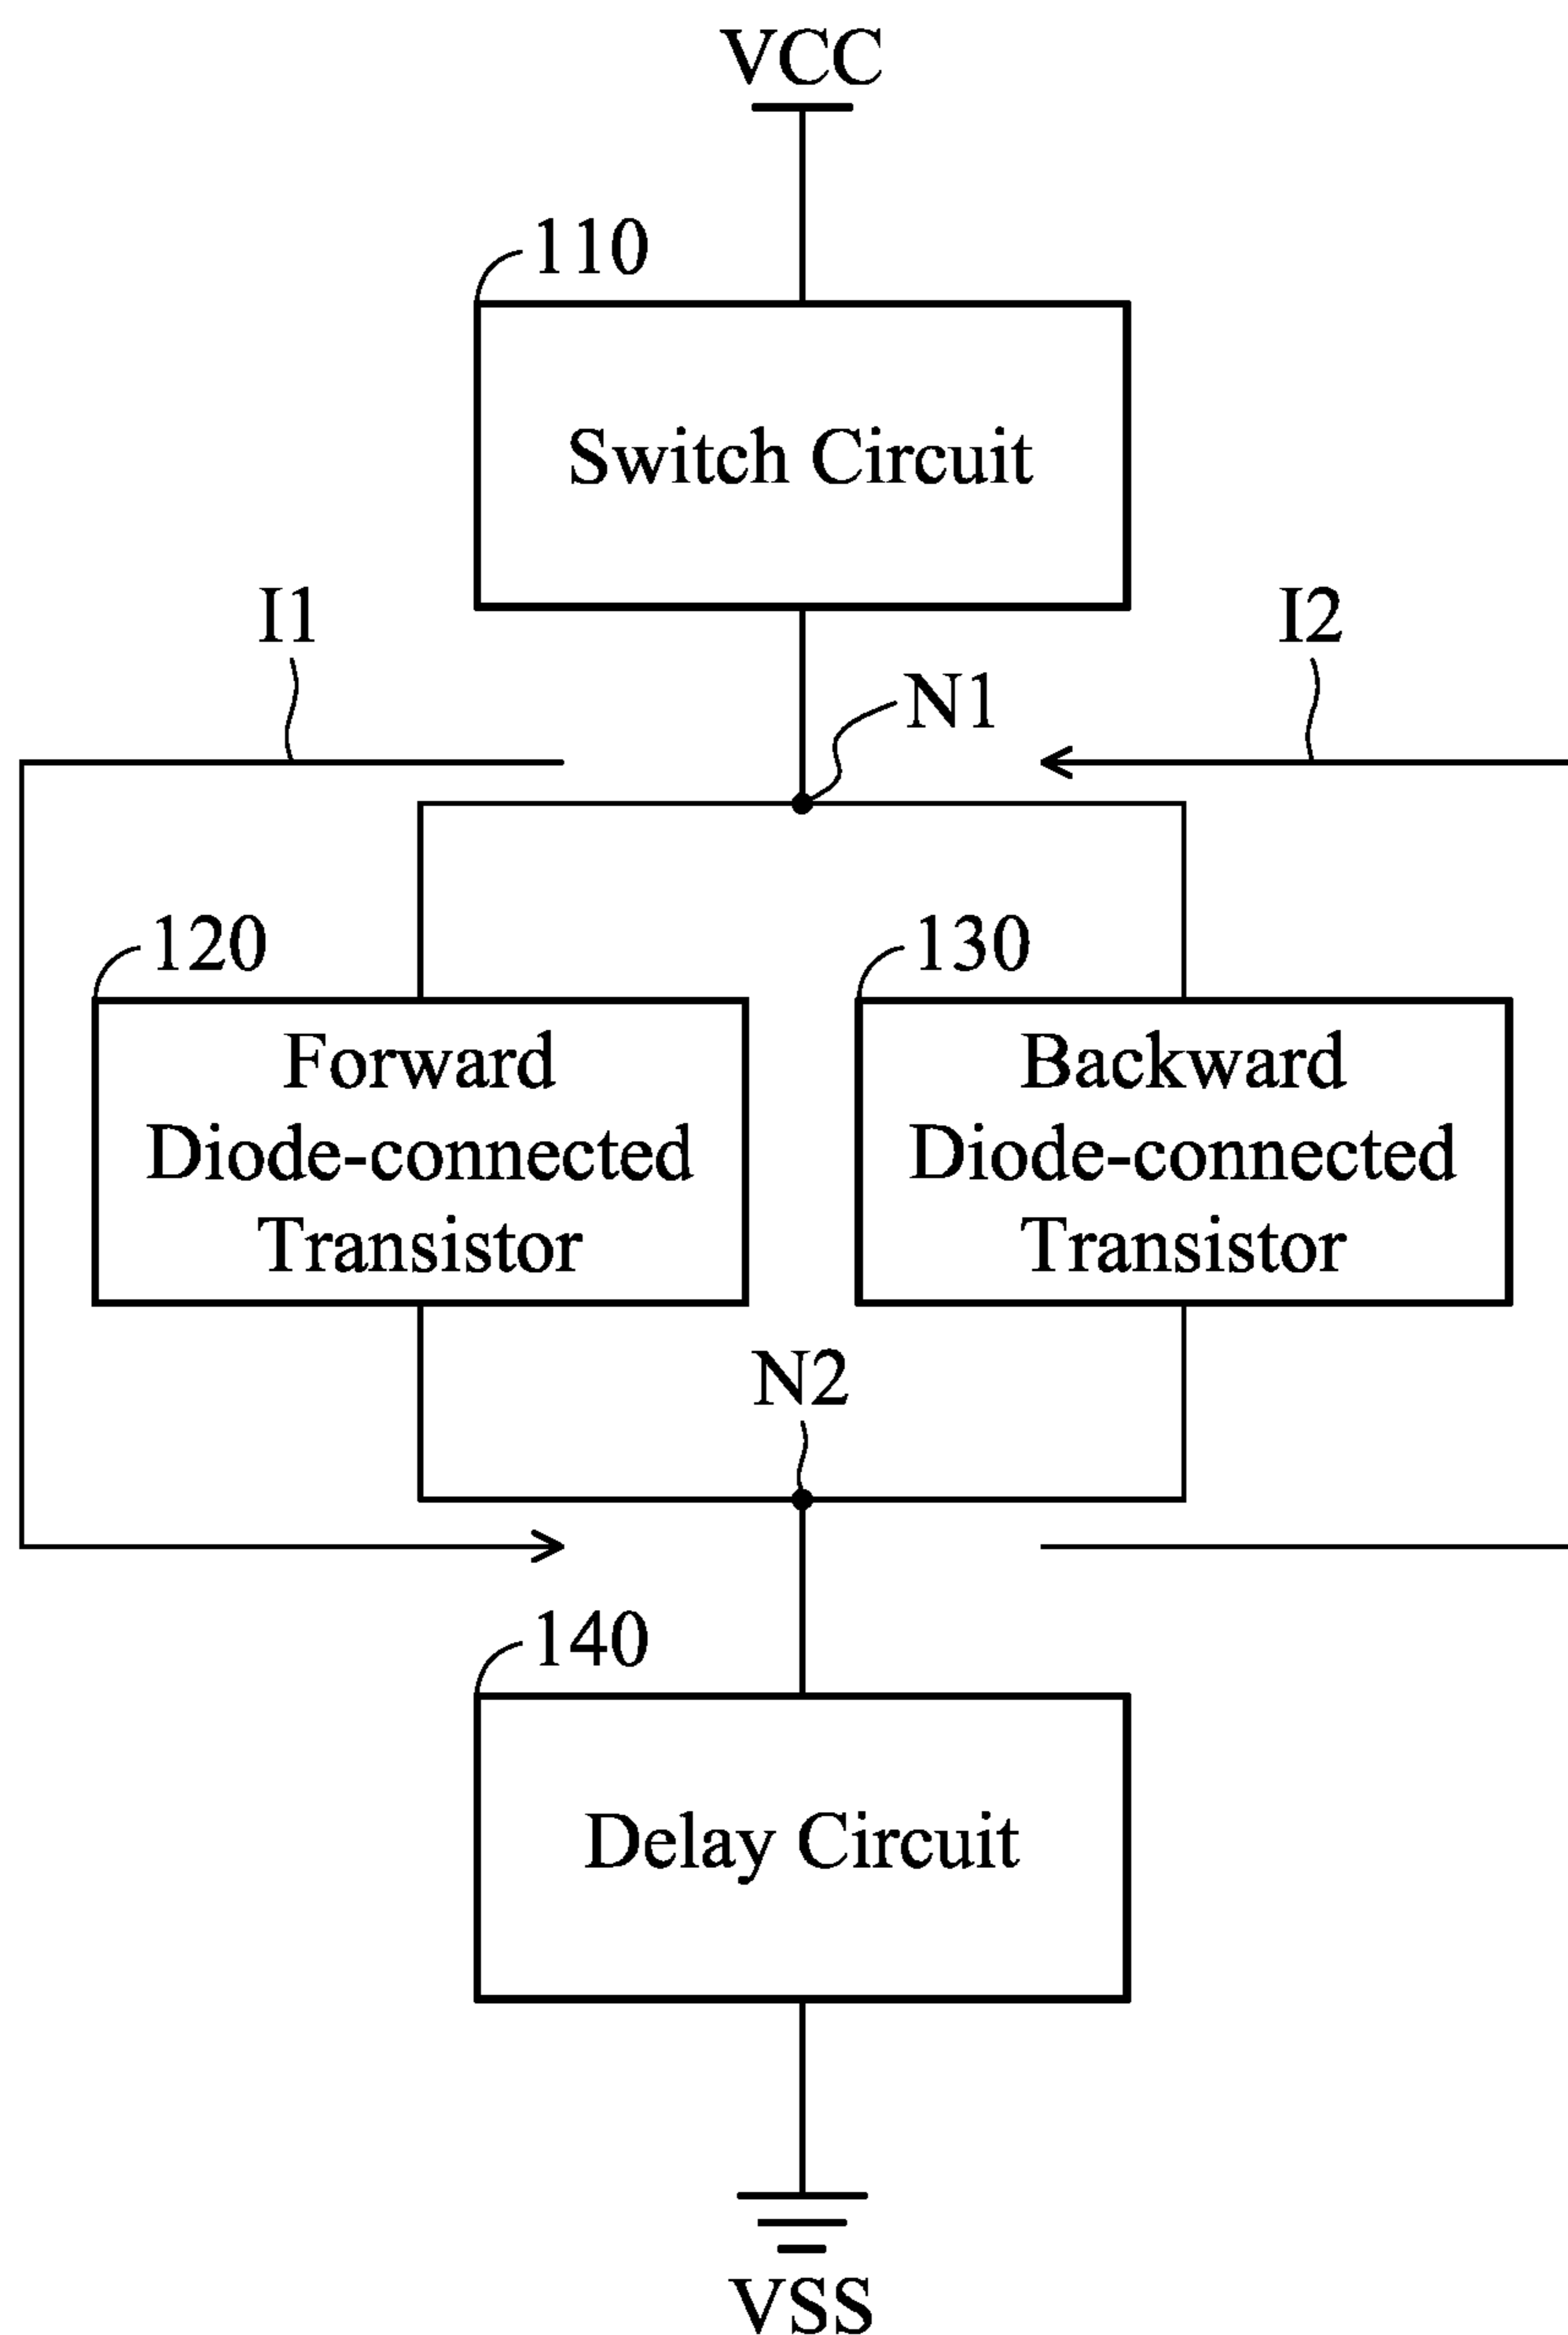 VCC
110
Switch Circuit
I1
I2
N1
120
130
Forward
Diode-connected
Transistor
Backward
Diode-connected
Transistor
N2
140
Delay Circuit
VSS